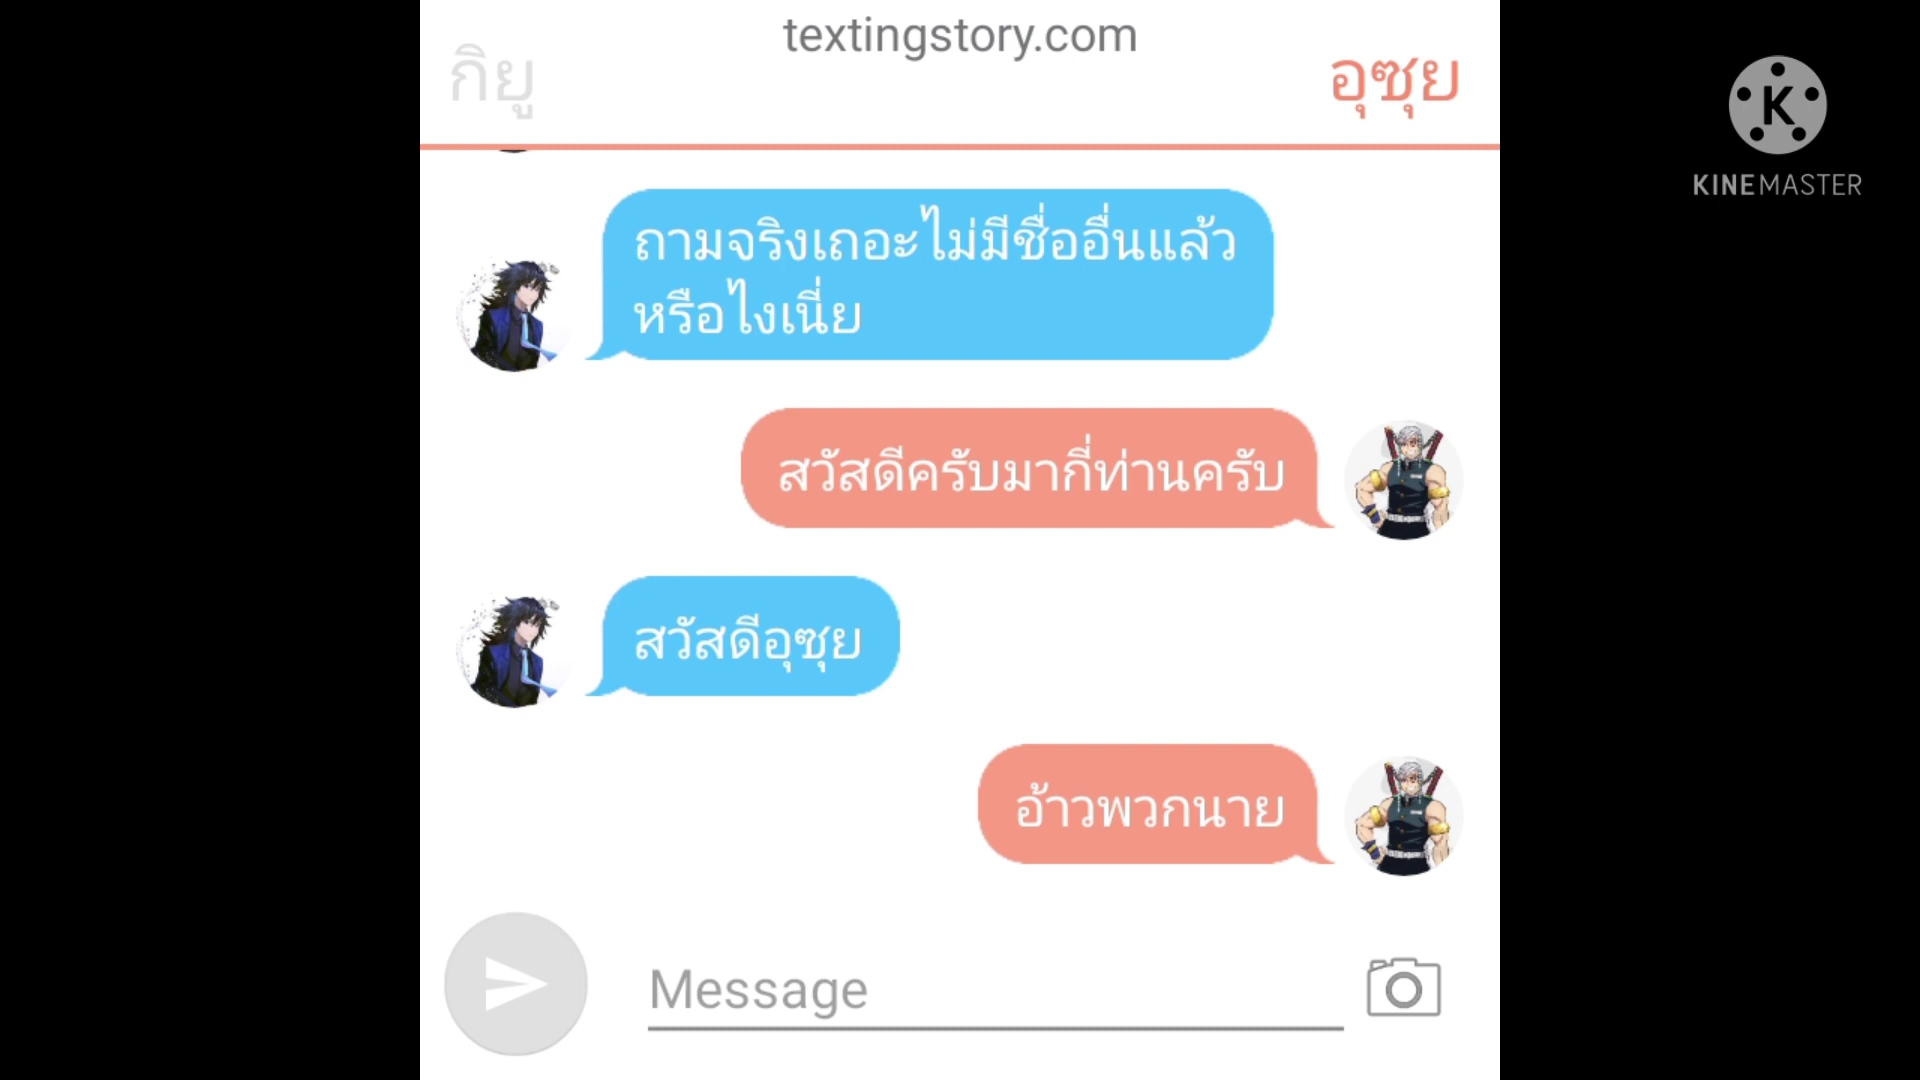 textingstory.com
กิยู
อุซุย
KINEMASTER
ถามจริงเถอะไม่มีชื่ออื่นแล้ว
หรือไงเนี่ย
สวัสดีครับมากี่ท่านครับ
สวัสดีอุซุย
อ้าวพวกนาย
Message